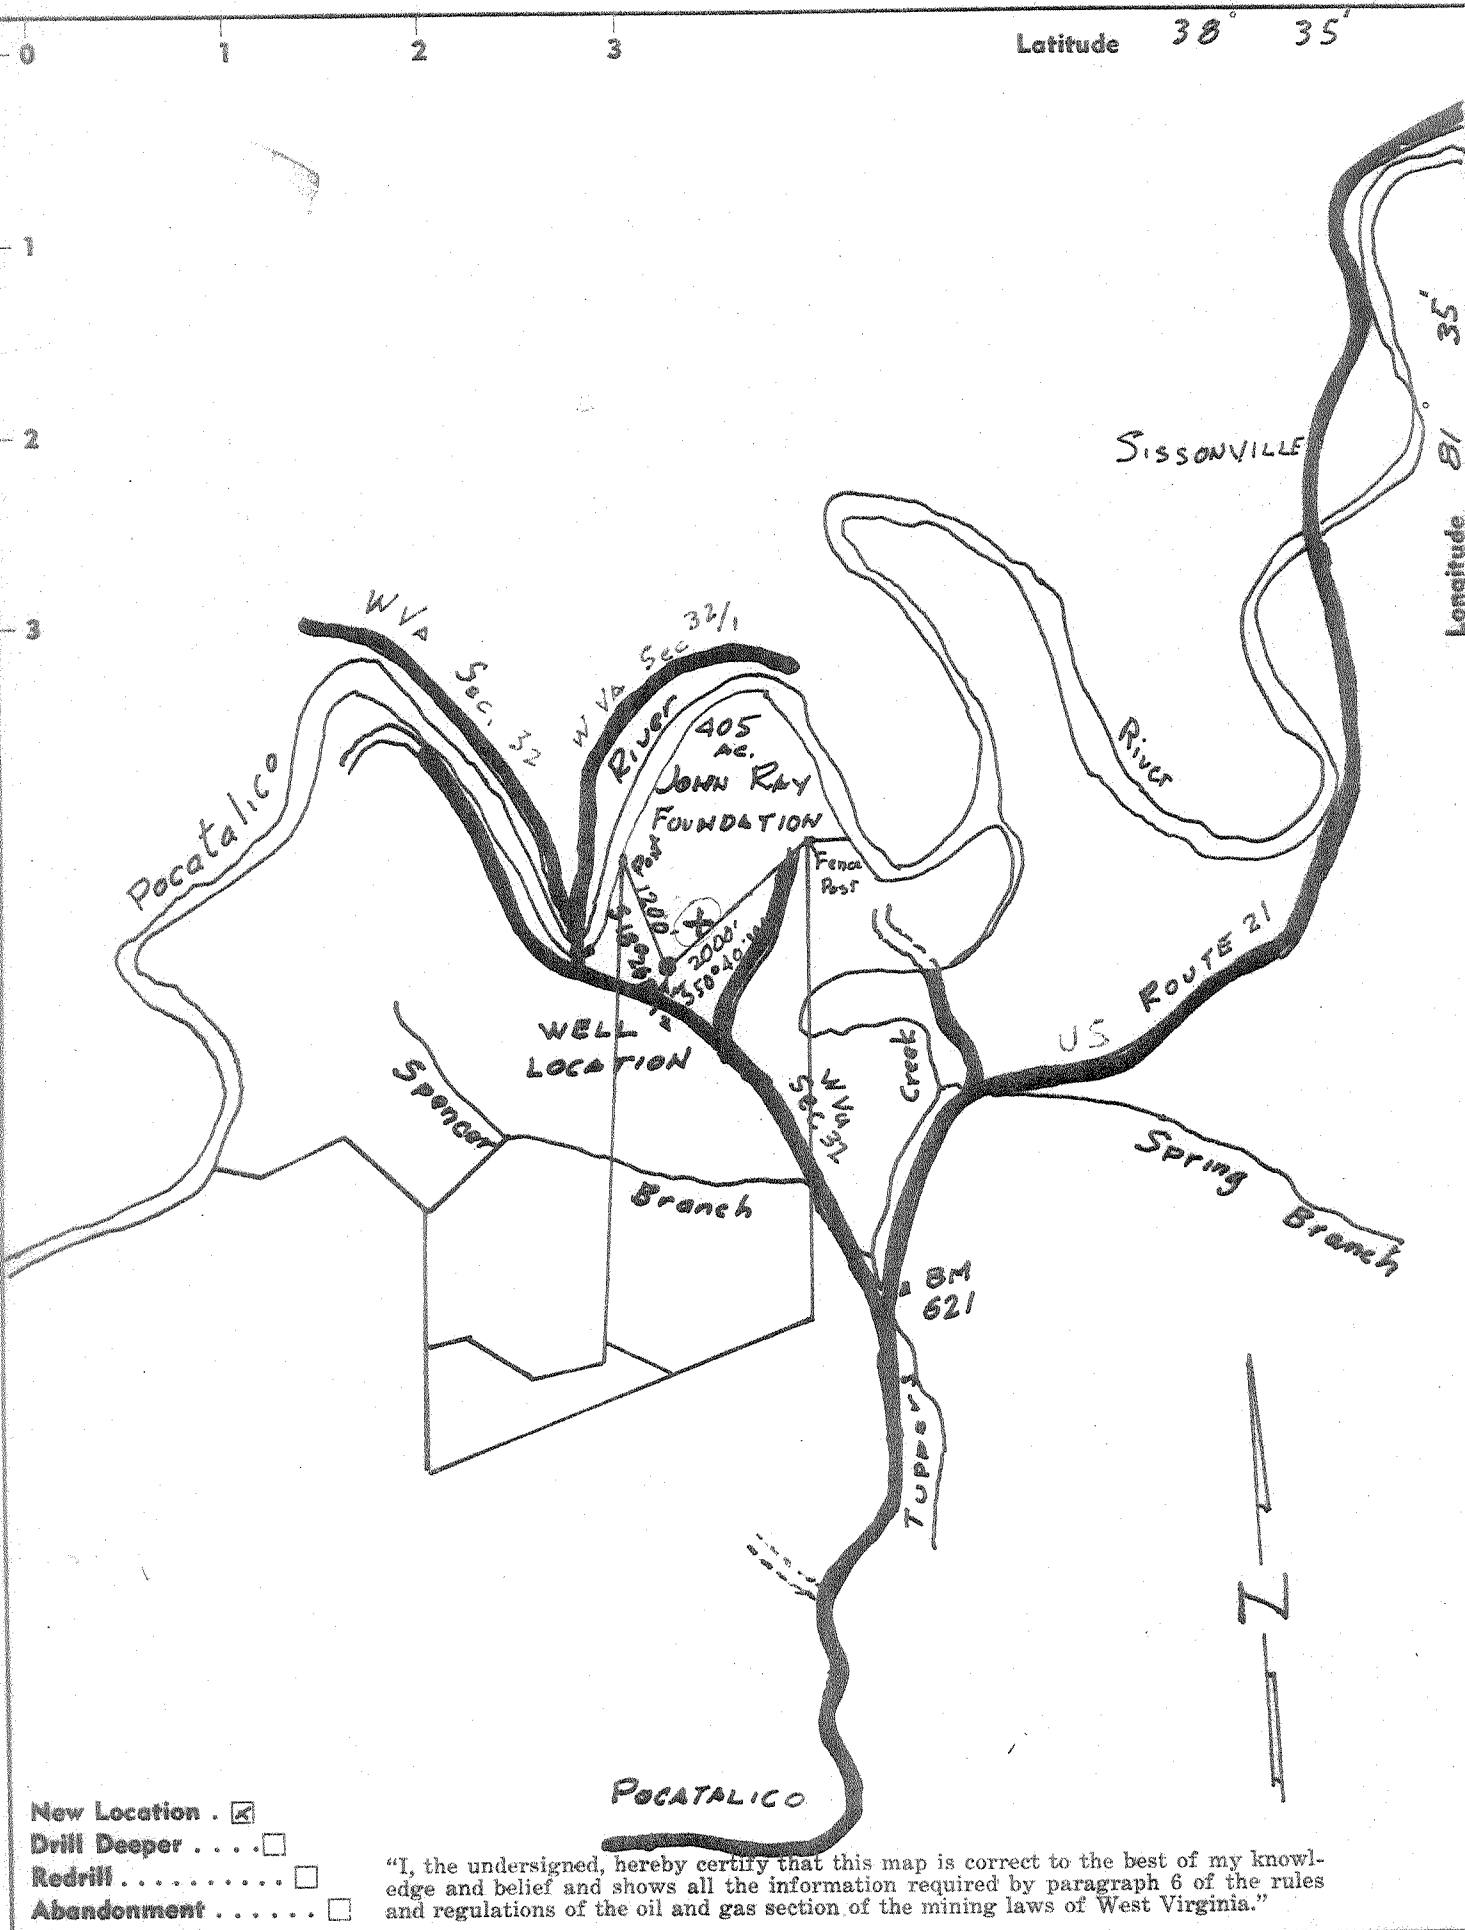 0 1 2 3
Latitude 38° 35'
1
2
3
Longitude 81° 35'
SISSONVILLE
W VA
Sec. 32
W VA Sec 32/1
River
405
Ac.
JOHN RAY
FOUNDATION
River
Pocatalico
Post
Fence
Post
1200'
2000'
WELL
LOCATION
US ROUTE 21
Creek
W VA
Sec 32
Spencer
Branch
Spring
Branch
BM
621
Tuppers
N
POCATALICO
New Location . ☒
Drill Deeper . . . . ☐
Redrill . . . . . . . . . . ☐
Abandonment . . . . . . ☐
“I, the undersigned, hereby certify that this map is correct to the best of my knowl-
edge and belief and shows all the information required by paragraph 6 of the rules
and regulations of the oil and gas section of the mining laws of West Virginia.”